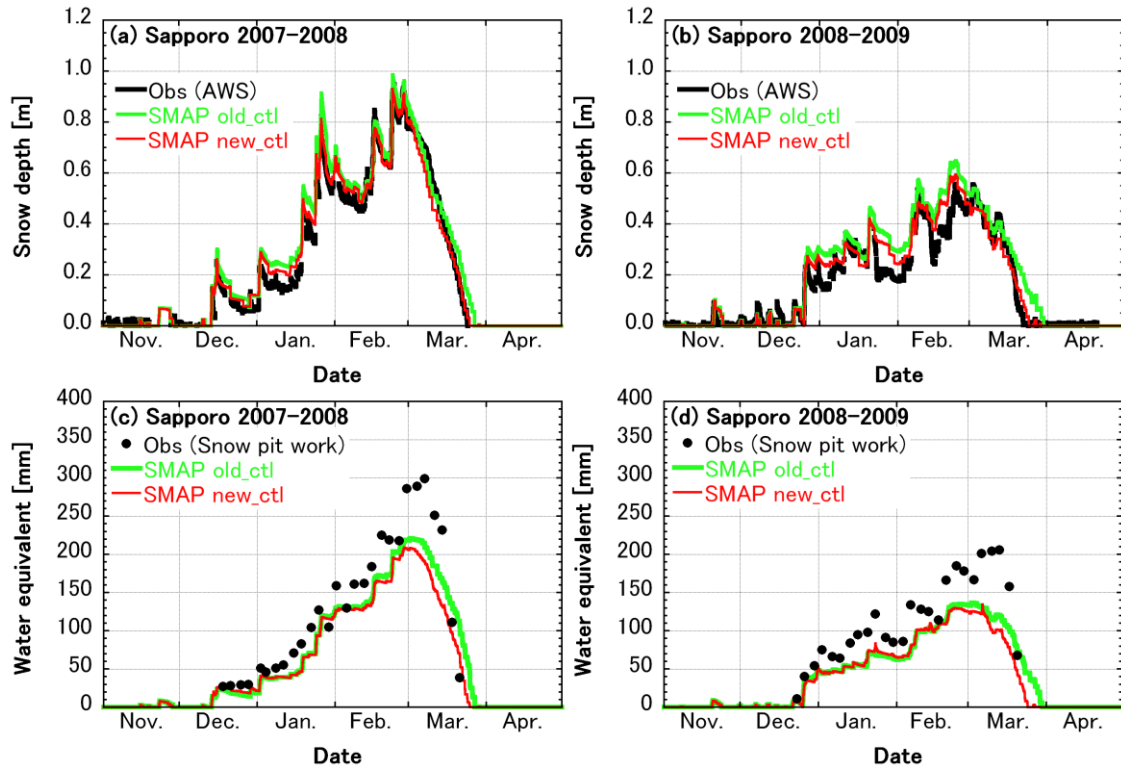 (a) Sapporo 2007-2008
Obs (AWS)
SMAP old_ctl
SMAP new_ctl
Snow depth [m]
1.2
1.0
0.8
0.6
0.4
0.2
0.0
Nov. Dec. Jan. Feb. Mar. Apr.
Date
(b) Sapporo 2008-2009
Obs (AWS)
SMAP old_ctl
SMAP new_ctl
Snow depth [m]
1.2
1.0
0.8
0.6
0.4
0.2
0.0
Nov. Dec. Jan. Feb. Mar. Apr.
Date
(c) Sapporo 2007-2008
Obs (Snow pit work)
SMAP old_ctl
SMAP new_ctl
Water equivalent [mm]
400
350
300
250
200
150
100
50
0
Nov. Dec. Jan. Feb. Mar. Apr.
Date
(d) Sapporo 2008-2009
Obs (Snow pit work)
SMAP old_ctl
SMAP new_ctl
Water equivalent [mm]
400
350
300
250
200
150
100
50
0
Nov. Dec. Jan. Feb. Mar. Apr.
Date